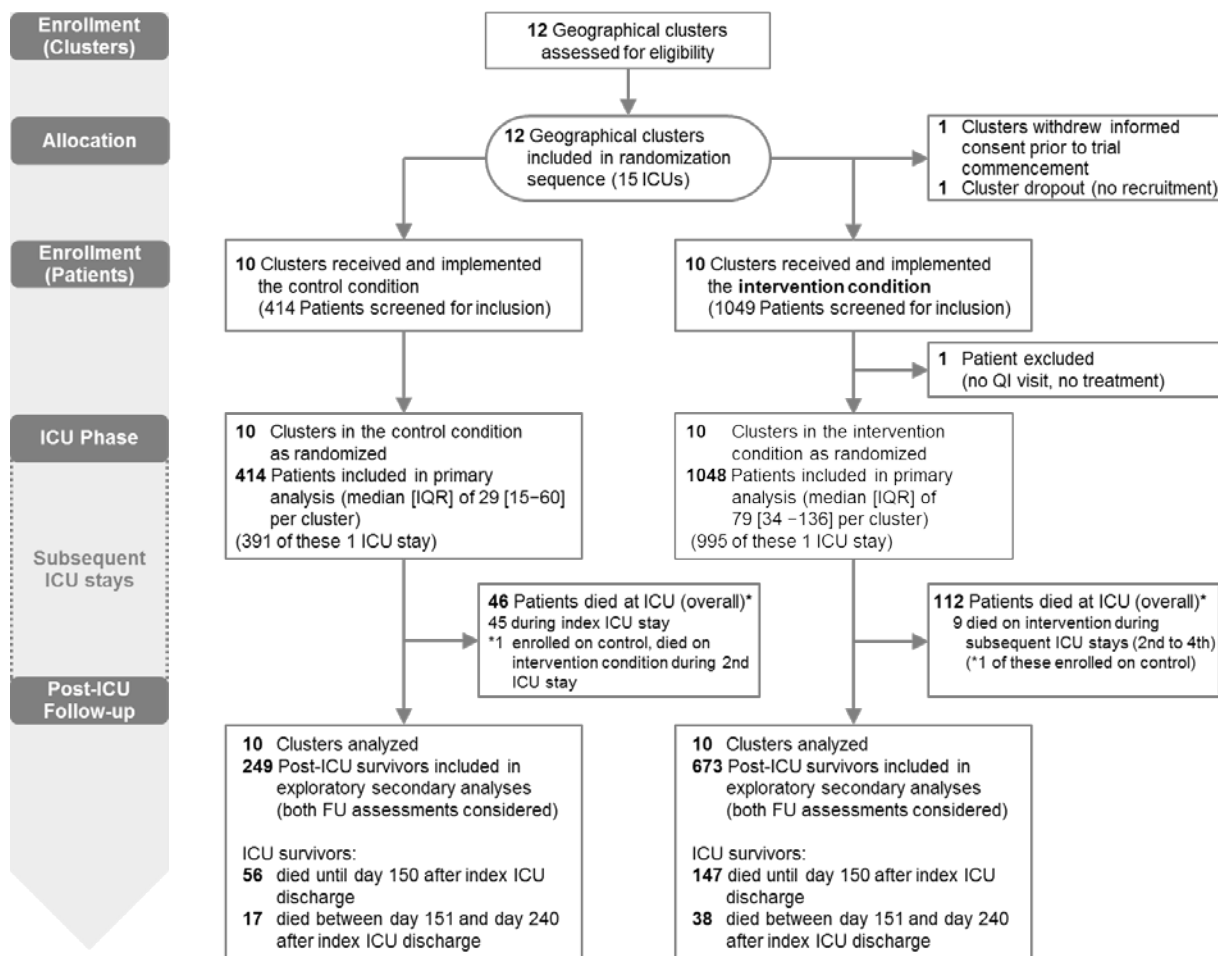 Enrollment
(Clusters)
12 Geographical clusters
assessed for eligibility
Allocation
12 Geographical clusters
included in randomization
sequence (15 ICUs)
1 Clusters withdrew informed
consent prior to trial
commencement
1 Cluster dropout (no recruitment)
Enrollment
(Patients)
10 Clusters received and implemented
the control condition
(414 Patients screened for inclusion)
10 Clusters received and implemented
the intervention condition
(1049 Patients screened for inclusion)
1 Patient excluded
(no QI visit, no treatment)
ICU Phase
10 Clusters in the control condition
as randomized
414 Patients included in primary
analysis (median [IQR] of 29 [15–60]
per cluster)
(391 of these 1 ICU stay)
10 Clusters in the intervention
condition as randomized
1048 Patients included in primary
analysis (median [IQR] of
79 [34 –136] per cluster)
(995 of these 1 ICU stay)
Subsequent
ICU stays
46 Patients died at ICU (overall)*
45 during index ICU stay
*1 enrolled on control, died on
intervention condition during 2nd
ICU stay
112 Patients died at ICU (overall)*
9 died on intervention during
subsequent ICU stays (2nd to 4th)
(*1 of these enrolled on control)
Post-ICU
Follow-up
10 Clusters analyzed
249 Post-ICU survivors included in
exploratory secondary analyses
(both FU assessments considered)
ICU survivors:
56 died until day 150 after index ICU
discharge
17 died between day 151 and day 240
after index ICU discharge
10 Clusters analyzed
673 Post-ICU survivors included in
exploratory secondary analyses
(both FU assessments considered)
ICU survivors:
147 died until day 150 after index ICU
discharge
38 died between day 151 and day 240
after index ICU discharge